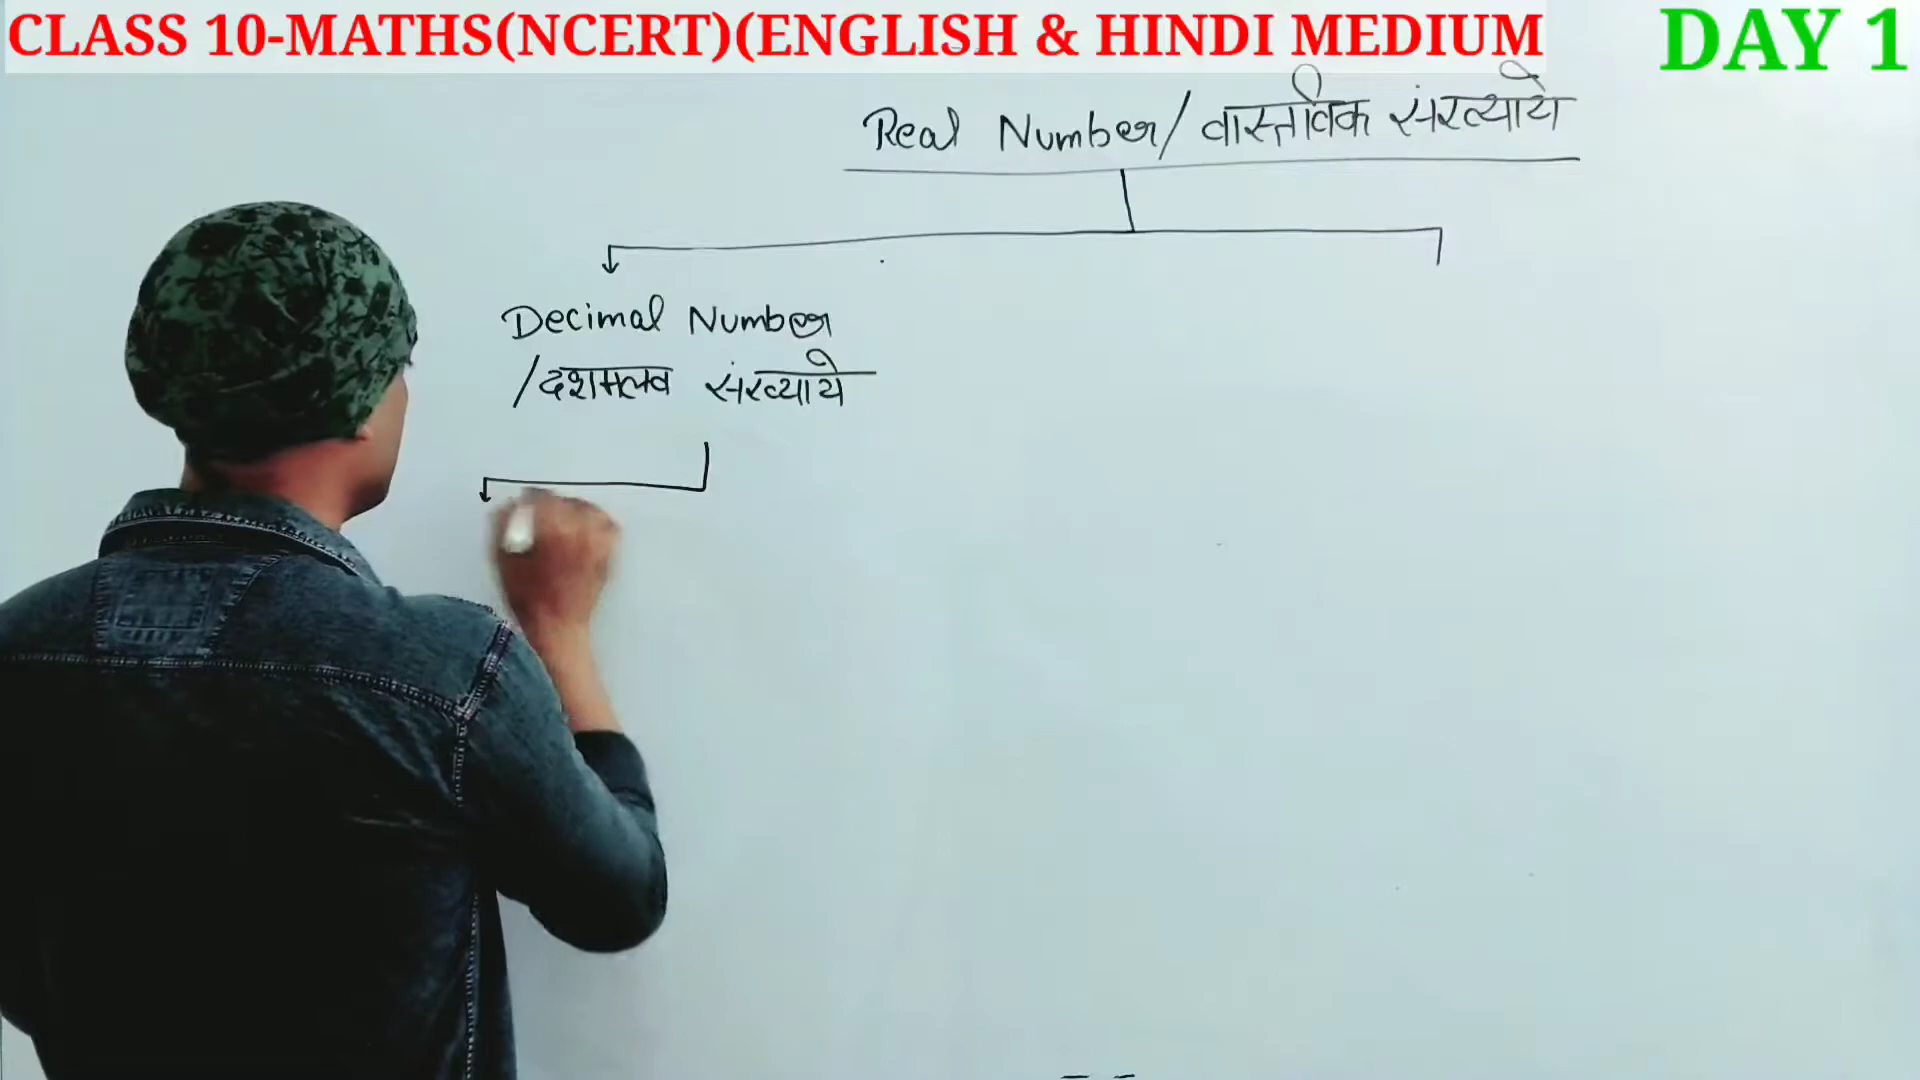 CLASS 10-MATHS(NCERT)(ENGLISH & HINDI MEDIUM
DAY 1
Real Number/ वास्तविक संख्याये
Decimal Number
/दशमलव संख्याये